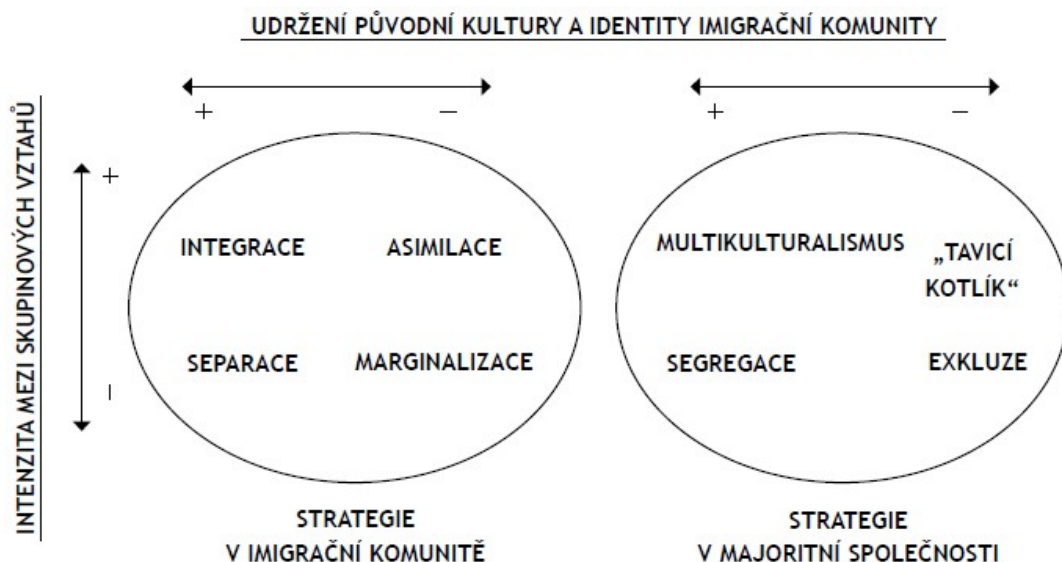 UDRŽENÍ PŮVODNÍ KULTURY A IDENTITY IMIGRAČNÍ KOMUNITY
+ − + −
INTENZITA MEZI SKUPINOVÝCH VZTAHŮ
+
−
INTEGRACE ASIMILACE
SEPARACE MARGINALIZACE
STRATEGIE
V IMIGRAČNÍ KOMUNITĚ
MULTIKULTURALISMUS
„TAVICÍ
KOTLÍK“
SEGREGACE EXKLUZE
STRATEGIE
V MAJORITNÍ SPOLEČNOSTI